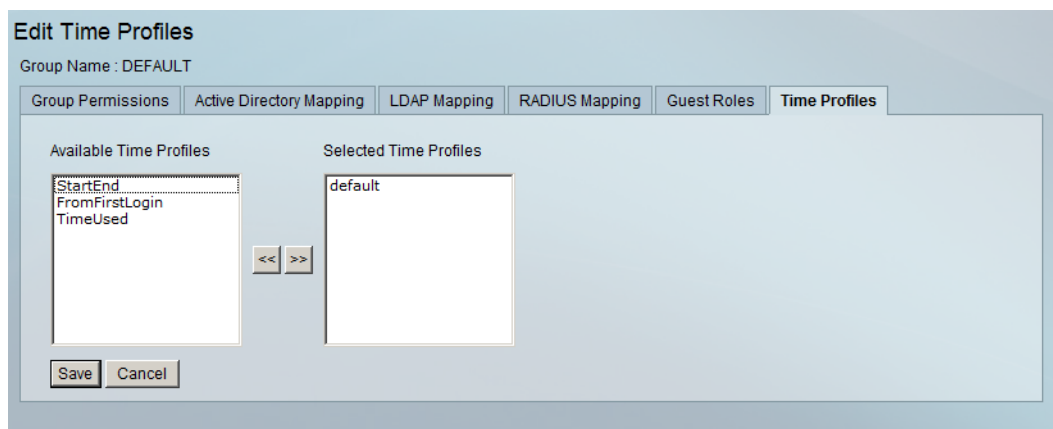 Edit Time Profiles
Group Name : DEFAULT
Group Permissions Active Directory Mapping LDAP Mapping RADIUS Mapping Guest Roles Time Profiles
Available Time Profiles Selected Time Profiles
StartEnd default
FromFirstLogin
TimeUsed
<< >>
Save Cancel